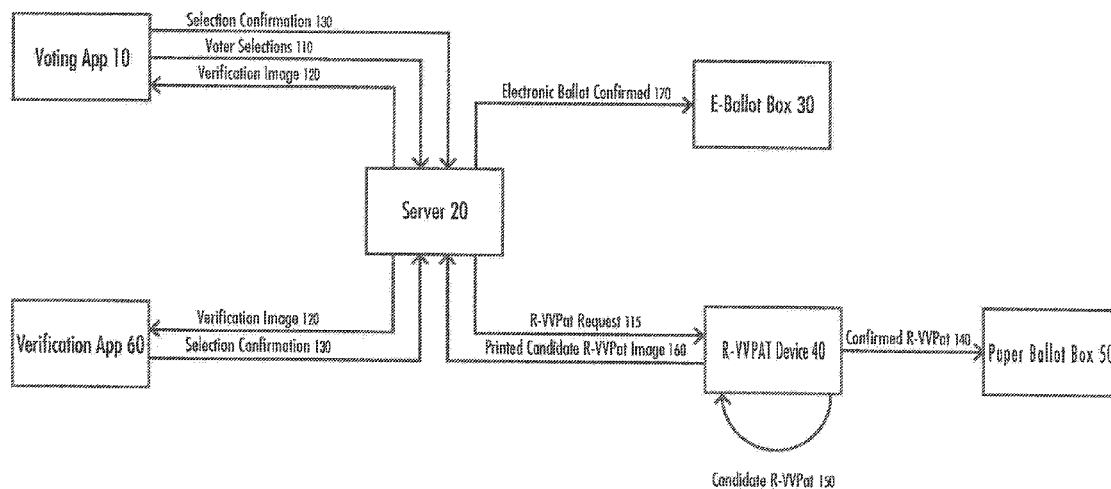 Selection Confirmation 130
Voting App 10
Voter Selections 110
Verification Image 120
Electronic Ballot Confirmed 170
E-Ballot Box 30
Server 20
Verification Image 120
R-VVPat Request 115
Verification App 60
Selection Confirmation 130
Printed Candidate R-VVPat Image 160
R-VVPAT Device 40
Confirmed R-VVPat 140
Paper Ballot Box 50
Candidate R-VVPat 150